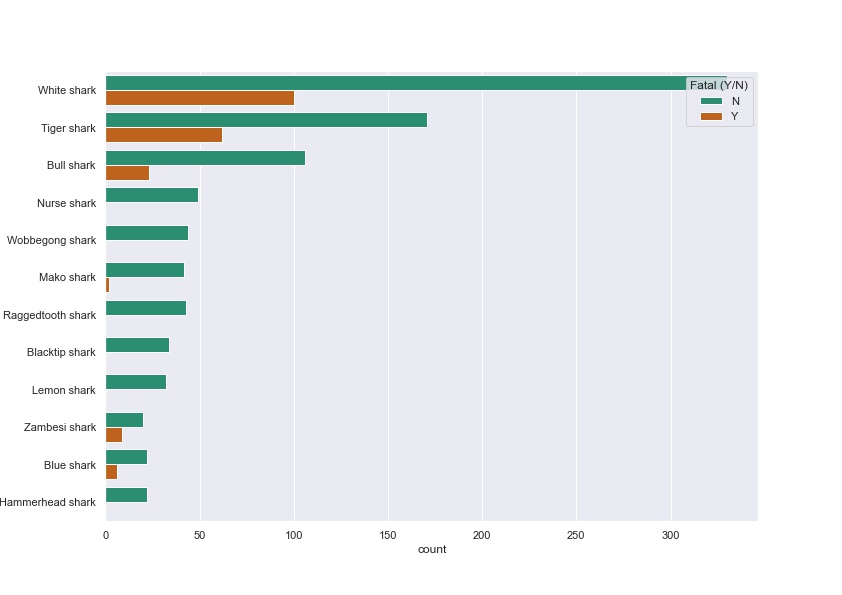 White shark
Tiger shark
Bull shark
Nurse shark
Wobbegong shark
Mako shark
Raggedtooth shark
Blacktip shark
Lemon shark
Zambesi shark
Blue shark
Hammerhead shark
Fatal (Y/N)
N
Y
0 50 100 150 200 250 300
count